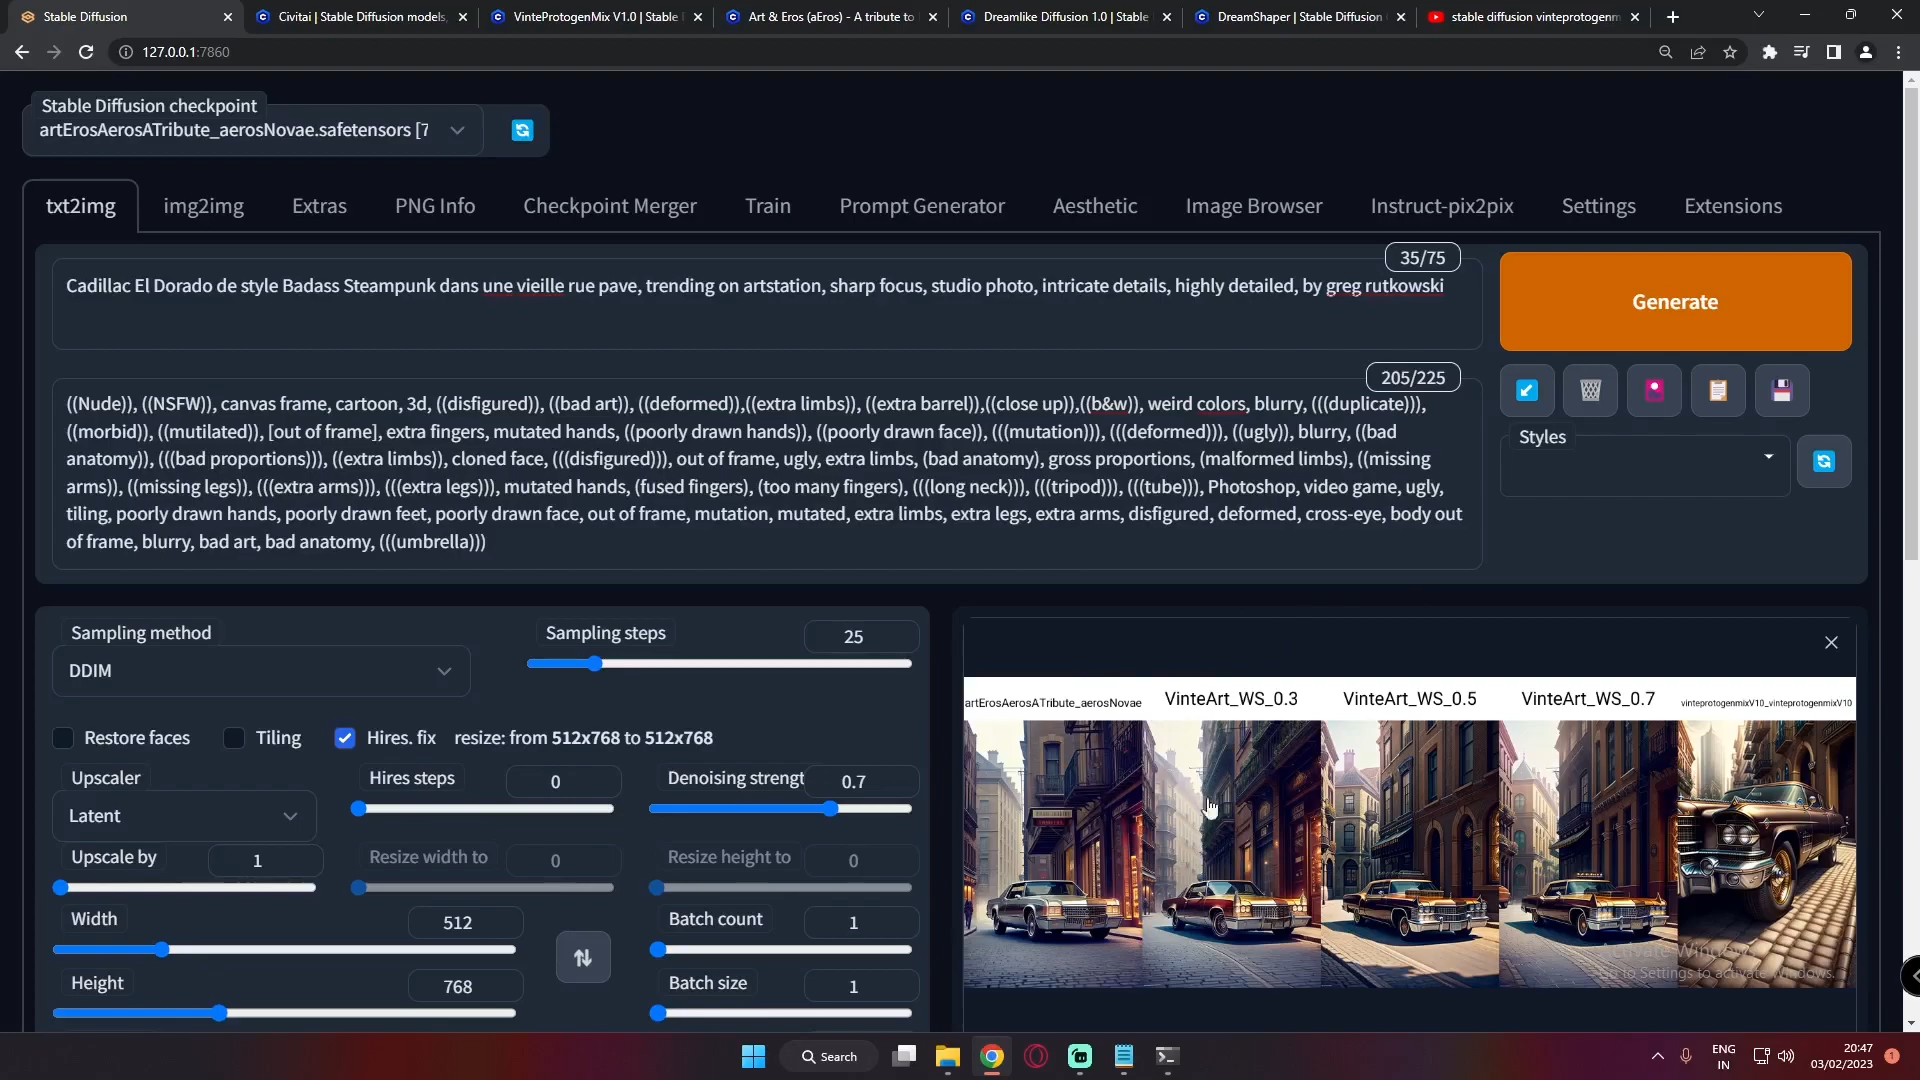 Stable Diffusion
Civitai | Stable Diffusion models,
VinteProtogenMix V1.0 | Stable
Art & Eros (aEros) - A tribute to
Dreamlike Diffusion 1.0 | Stable
DreamShaper | Stable Diffusion
stable diffusion vinteprotogenm
127.0.0.1:7860
Stable Diffusion checkpoint
artErosAerosATribute_aerosNovae.safetensors [7
txt2img
img2img
Extras
PNG Info
Checkpoint Merger
Train
Prompt Generator
Aesthetic
Image Browser
Instruct-pix2pix
Settings
Extensions
35/75
Cadillac El Dorado de style Badass Steampunk dans une vieille rue pave, trending on artstation, sharp focus, studio photo, intricate details, highly detailed, by greg rutkowski
Generate
205/225
((Nude)), ((NSFW)), canvas frame, cartoon, 3d, ((disfigured)), ((bad art)), ((deformed)),((extra limbs)), ((extra barrel)),((close up)),((b&w)), weird colors, blurry, (((duplicate))),
((morbid)), ((mutilated)), [out of frame], extra fingers, mutated hands, ((poorly drawn hands)), ((poorly drawn face)), (((mutation))), (((deformed))), ((ugly)), blurry, ((bad
anatomy)), (((bad proportions))), ((extra limbs)), cloned face, (((disfigured))), out of frame, ugly, extra limbs, (bad anatomy), gross proportions, (malformed limbs), ((missing
arms)), ((missing legs)), (((extra arms))), (((extra legs))), mutated hands, (fused fingers), (too many fingers), (((long neck))), (((tripod))), (((tube))), Photoshop, video game, ugly,
tiling, poorly drawn hands, poorly drawn feet, poorly drawn face, out of frame, mutation, mutated, extra limbs, extra legs, extra arms, disfigured, deformed, cross-eye, body out
of frame, blurry, bad art, bad anatomy, (((umbrella)))
Styles
Sampling method
DDIM
Sampling steps
25
Restore faces
Tiling
Hires. fix
resize: from 512x768 to 512x768
Upscaler
Latent
Hires steps
0
Denoising strengt
0.7
Upscale by
1
Resize width to
0
Resize height to
0
Width
512
Batch count
1
Height
768
Batch size
1
artErosAerosATribute_aerosNovae
VinteArt_WS_0.3
VinteArt_WS_0.5
VinteArt_WS_0.7
vinteprotogenmixV10_vinteprotogenmixV10
Activate Windows
Go to Settings to activate Windows.
Search
ENG
IN
20:47
03/02/2023
1